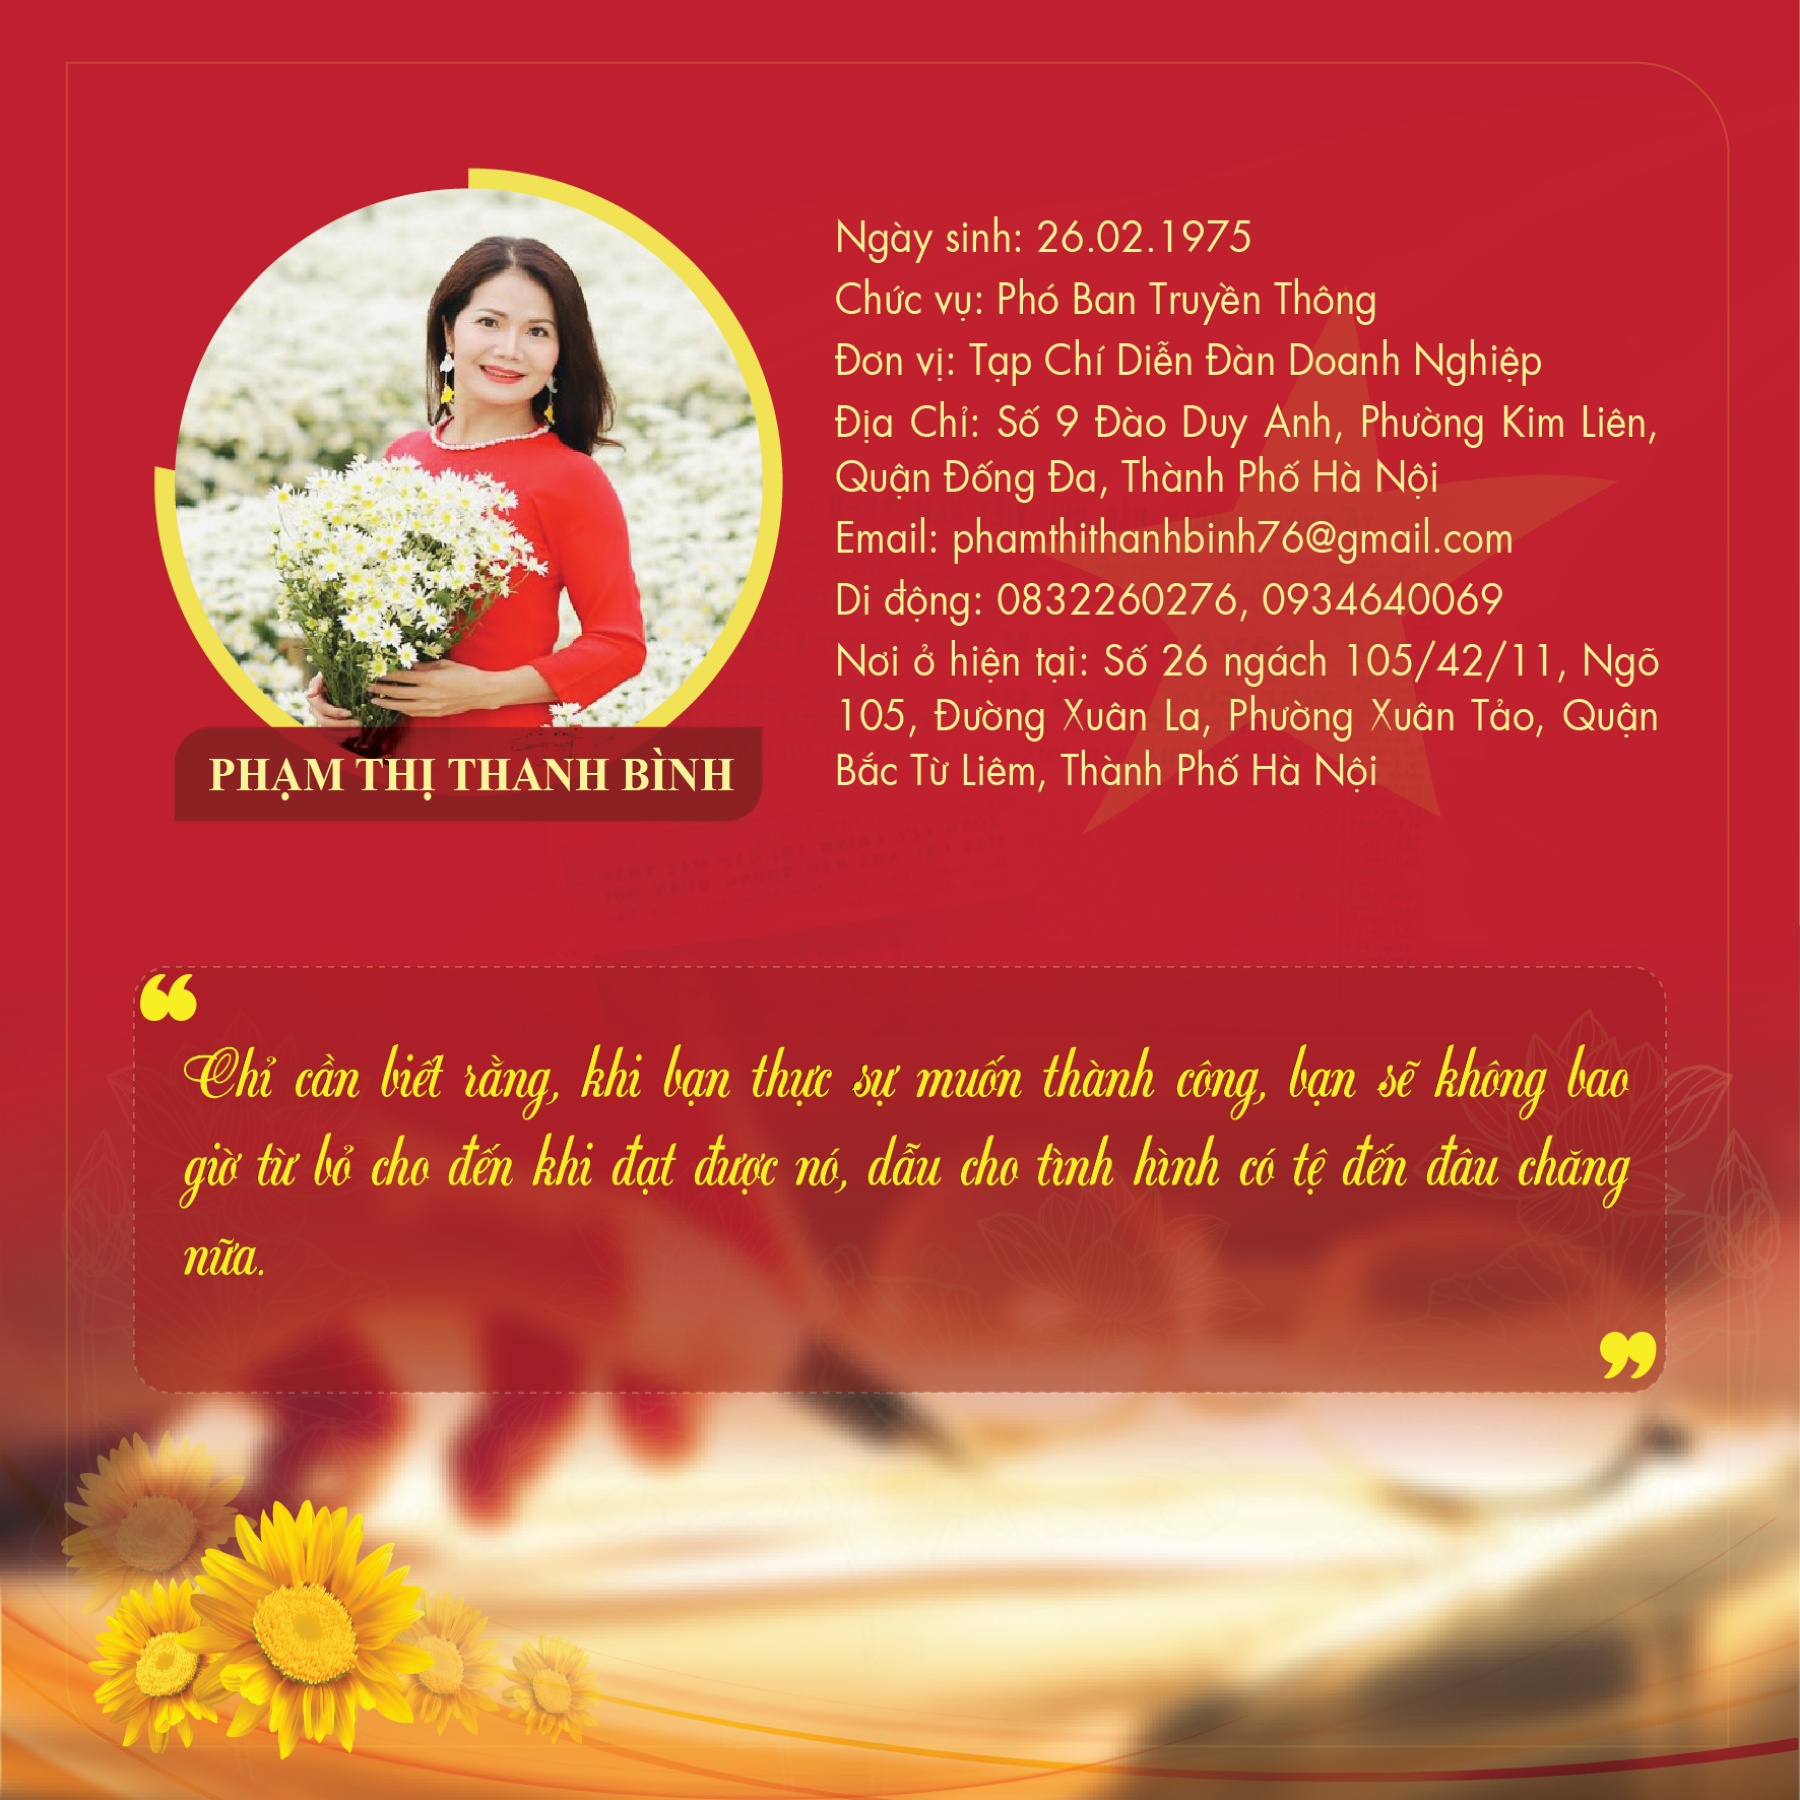 Ngày sinh: 26.02.1975
Chức vụ: Phó Ban Truyền Thông
Đơn vị: Tạp Chí Diễn Đàn Doanh Nghiệp
Địa Chỉ: Số 9 Đào Duy Anh, Phường Kim Liên,
Quận Đống Đa, Thành Phố Hà Nội
Email: phamthithanhbinh76@gmail.com
Di động: 0832260276, 0934640069
Nơi ở hiện tại: Số 26 ngách 105/42/11, Ngõ
105, Đường Xuân La, Phường Xuân Tảo, Quận
Bắc Từ Liêm, Thành Phố Hà Nội
PHẠM THỊ THANH BÌNH
“
Chỉ cần biết rằng, khi bạn thực sự muốn thành công, bạn sẽ không bao
giờ từ bỏ cho đến khi đạt được nó, dẫu cho tình hình có tệ đến đâu chăng
nữa.
”